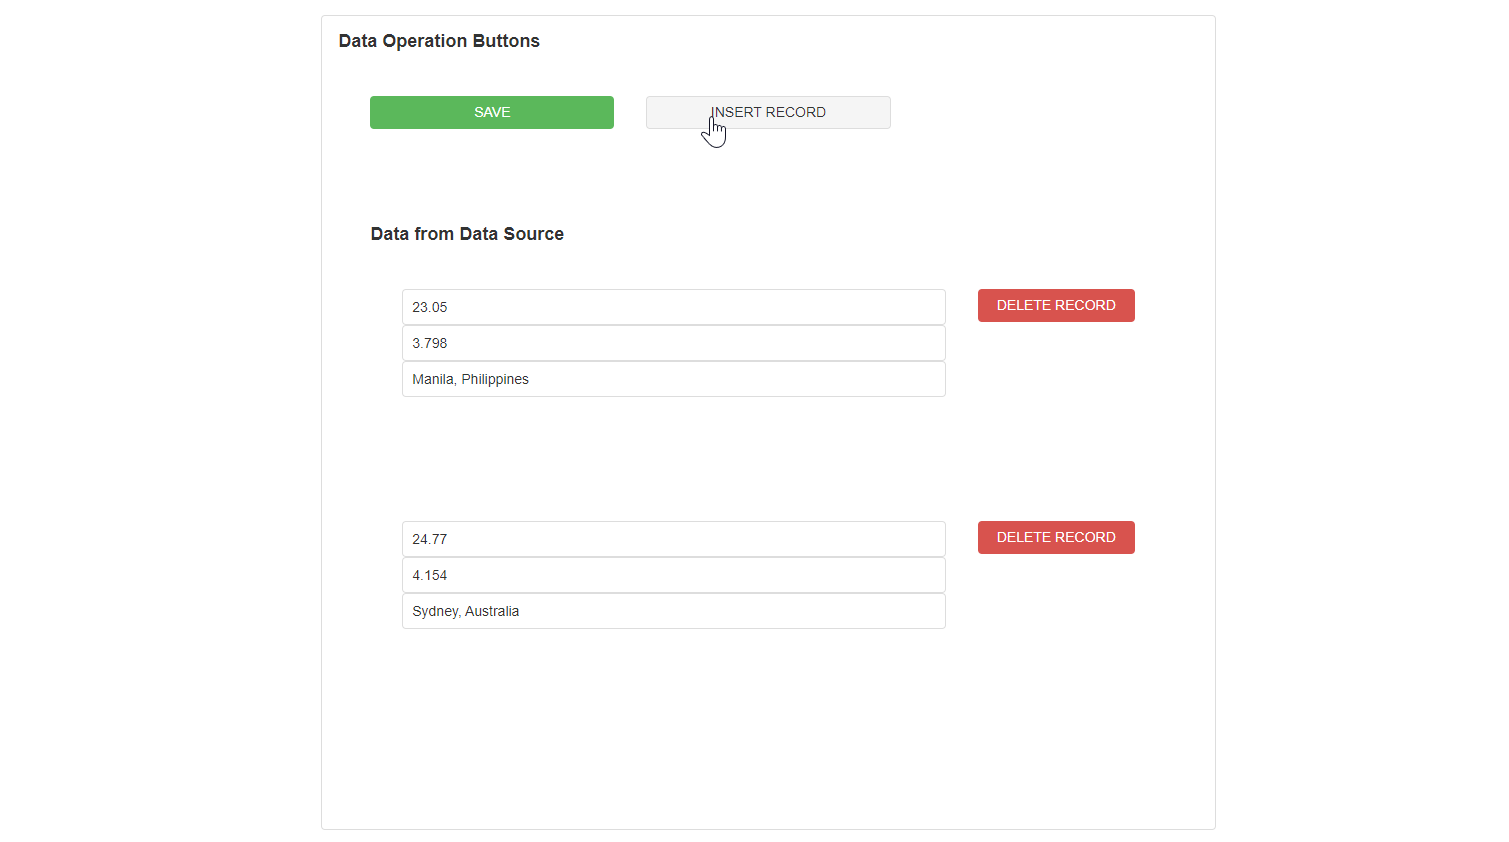 Data Operation Buttons
SAVE
INSERT RECORD
Data from Data Source
23.05
DELETE RECORD
3.798
Manila, Philippines
24.77
DELETE RECORD
4.154
Sydney, Australia